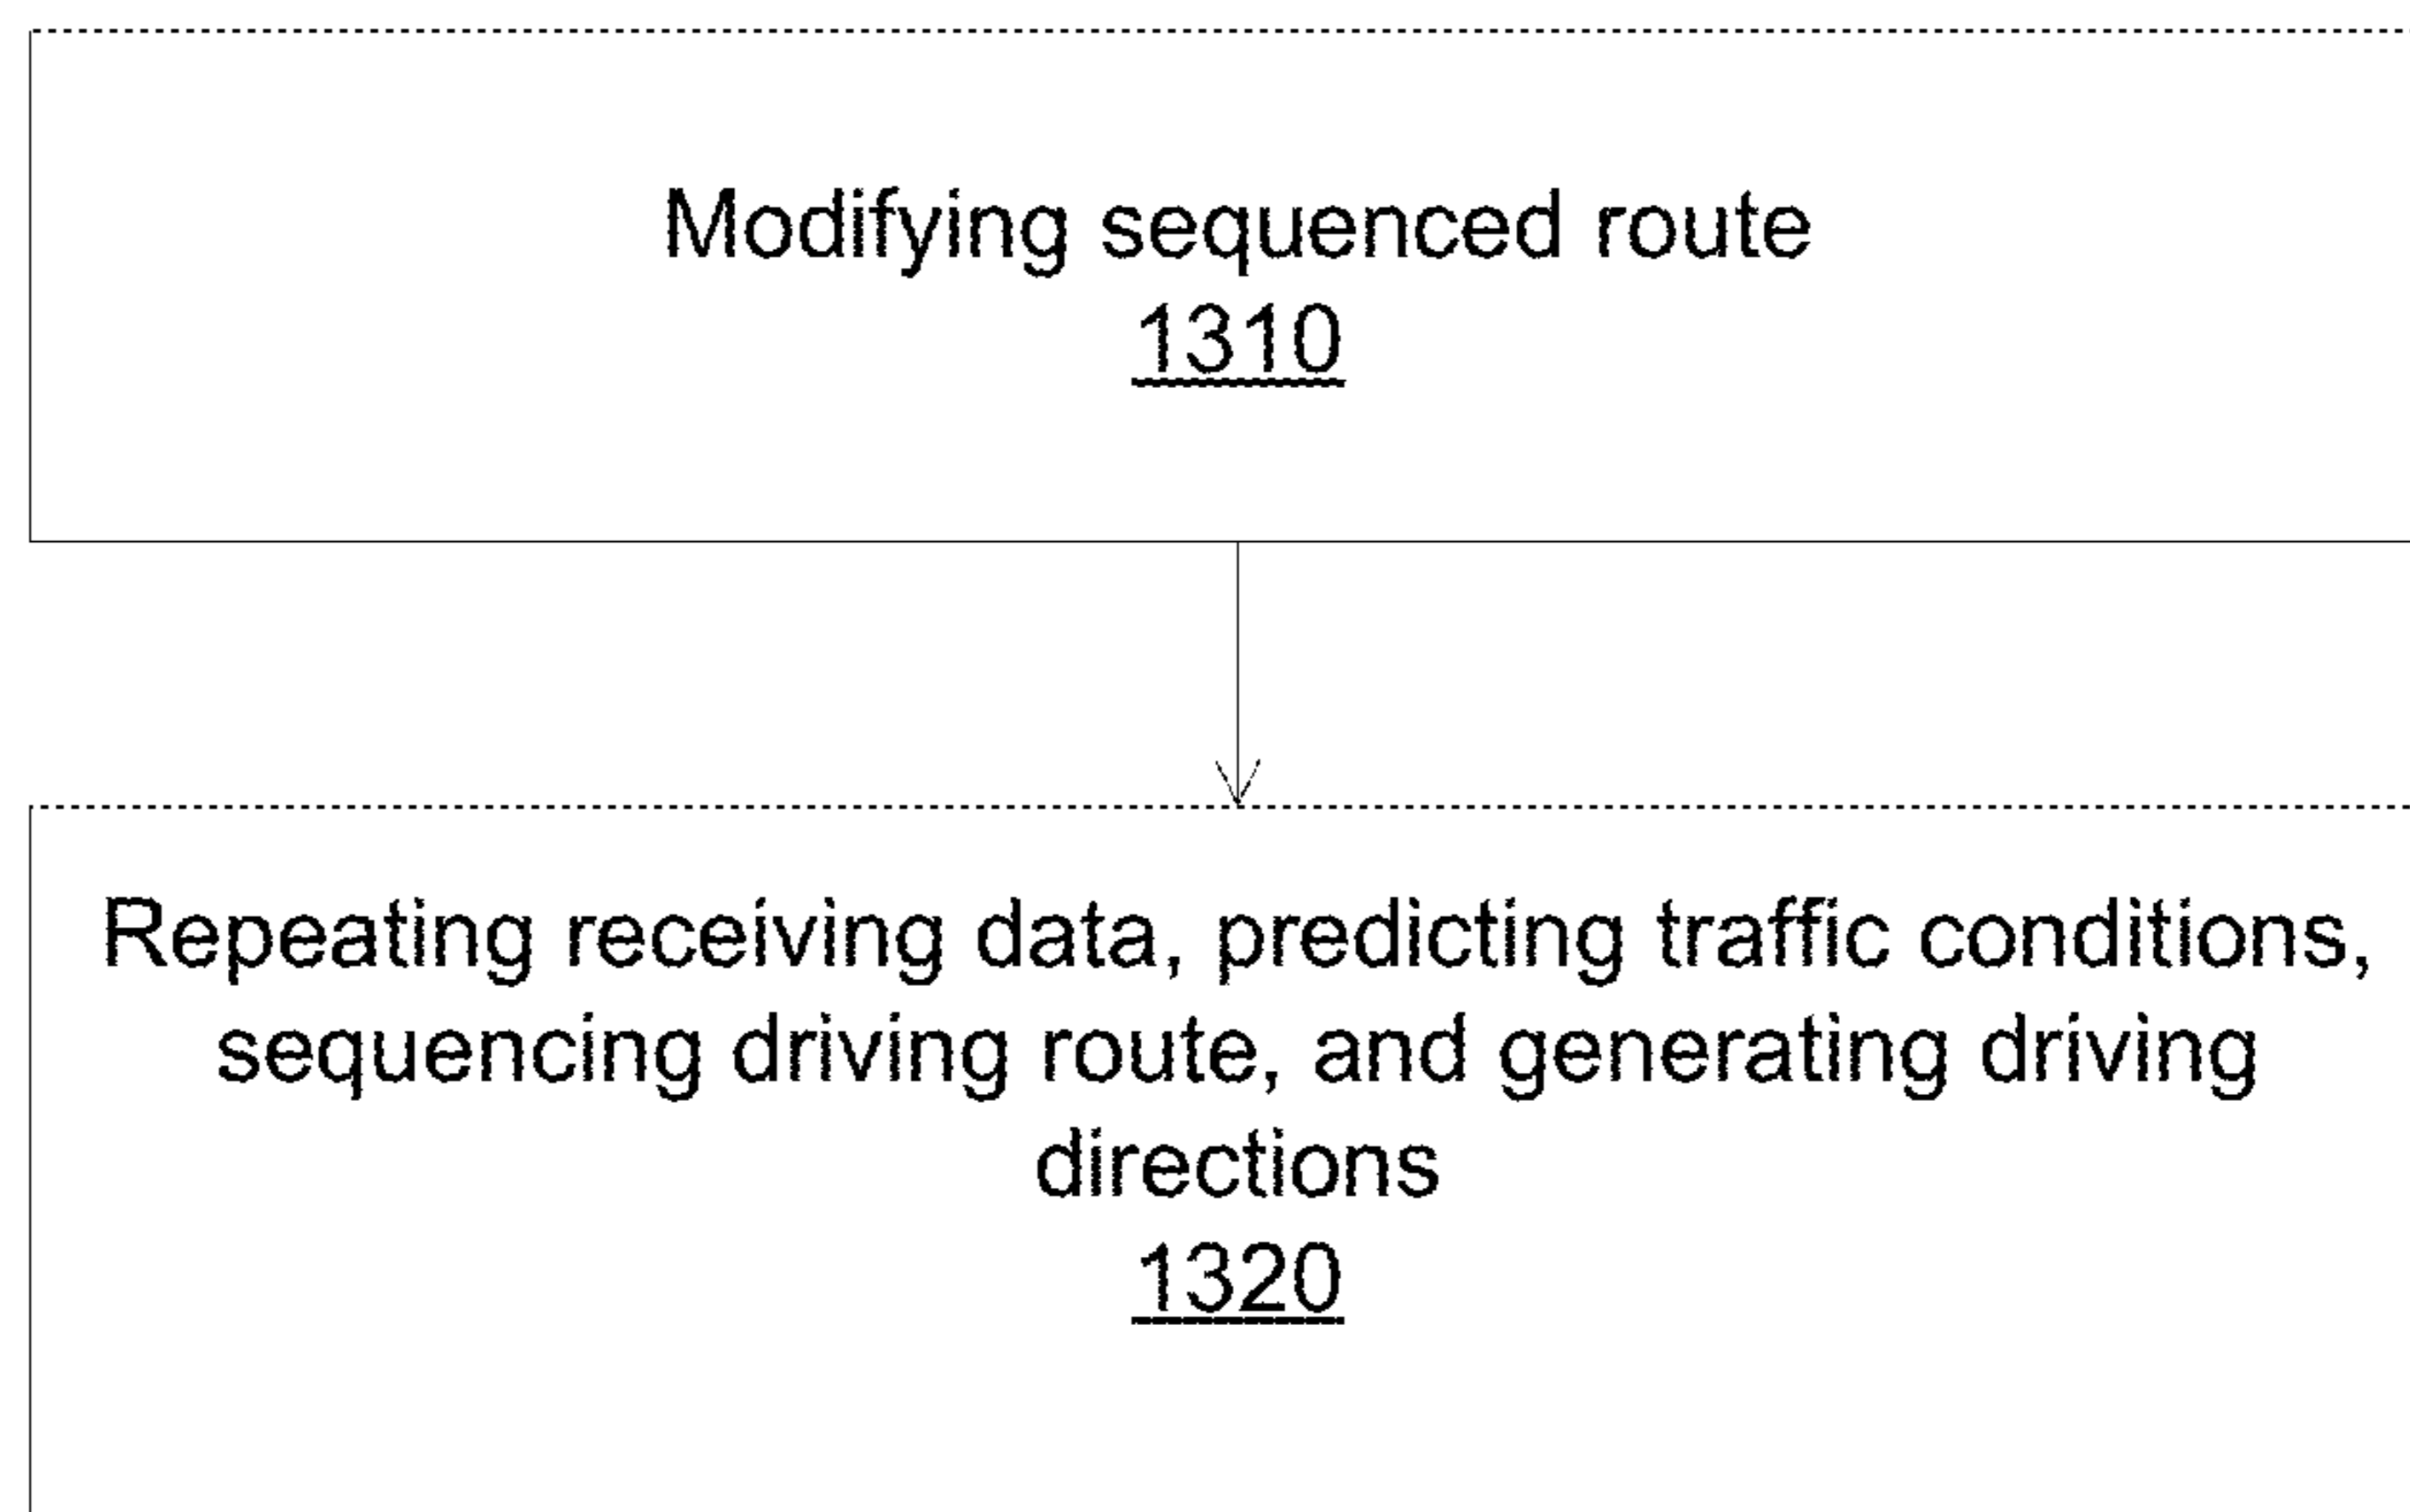 Modifying sequenced route
1310
Repeating receiving data, predicting traffic conditions,
sequencing driving route, and generating driving
directions
1320